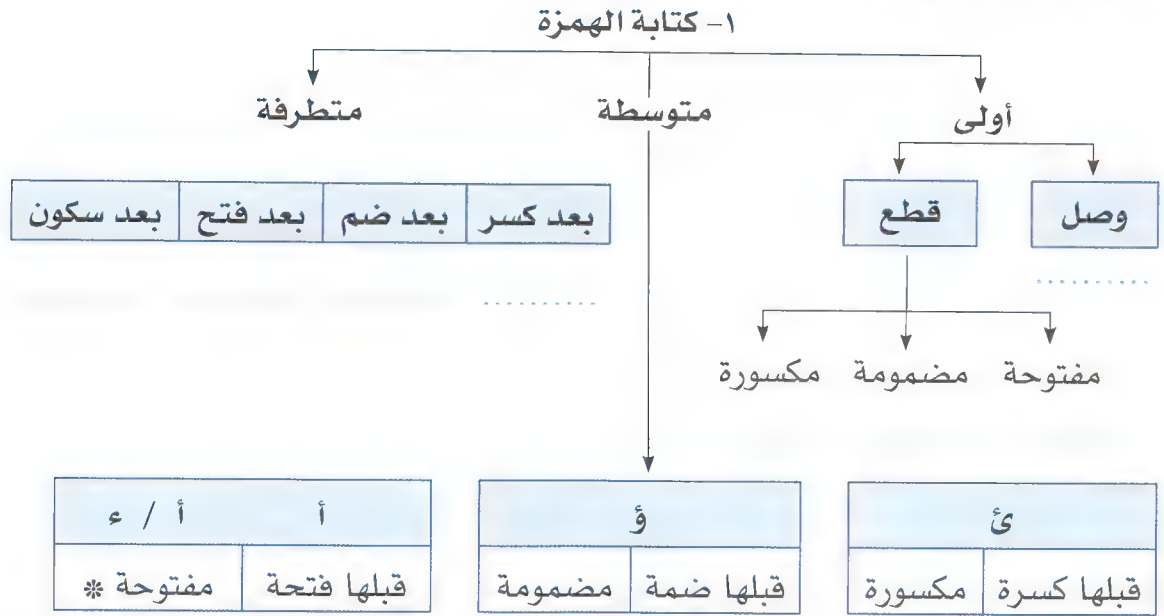 ١- كتابة الهمزة
أولى متوسطة متطرفة
وصل قطع
بعد كسر بعد ضم بعد فتح بعد سكون
مفتوحة مضمومة مكسورة
ئ
قبلها كسرة مكسورة
ؤ
قبلها ضمة مضمومة
أ أ / ء
قبلها فتحة مفتوحة *